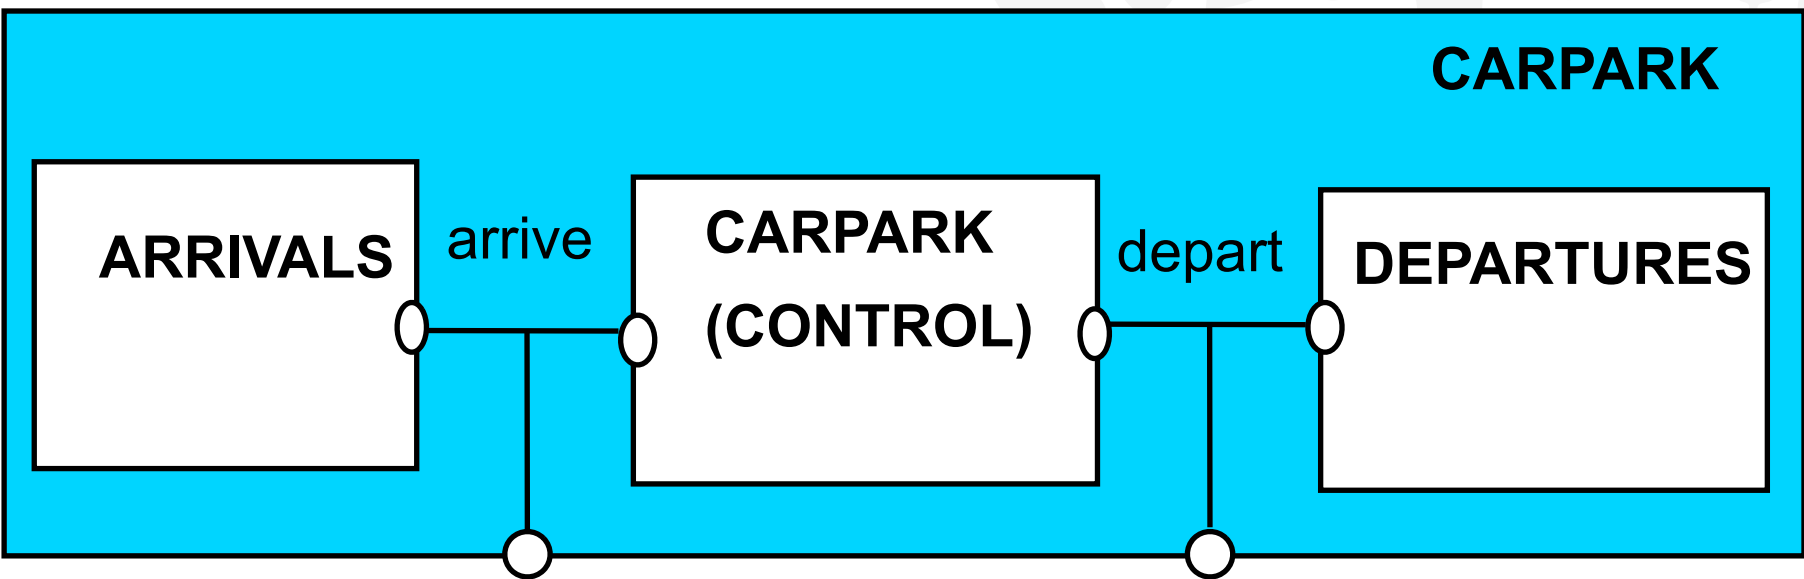 CARPARK
ARRIVALS
arrive
CARPARK
(CONTROL)
depart
DEPARTURES